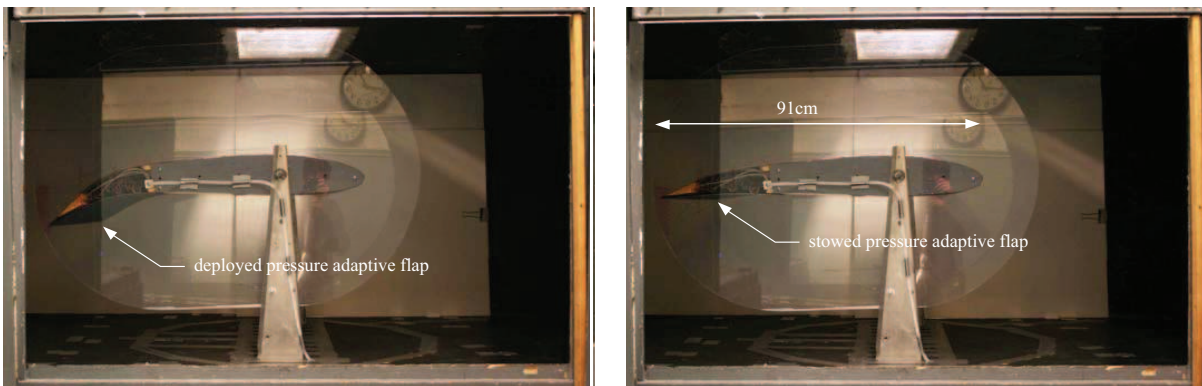 deployed pressure adaptive flap
91cm
stowed pressure adaptive flap